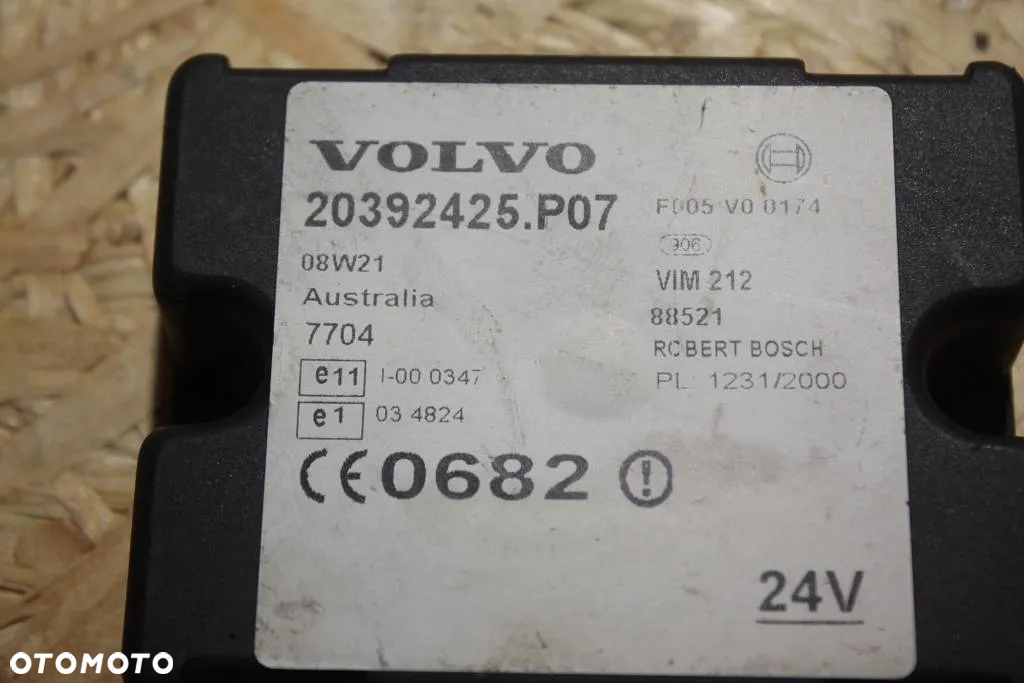 VOLVO
20392425.P07
08W21
Australia
7704
e11 I-00 0347
e1 03 4824
CE0682
F005 V0 0174
906
VIM 212
88521
ROBERT BOSCH
PL: 1231/2000
24V
OTOMOTO